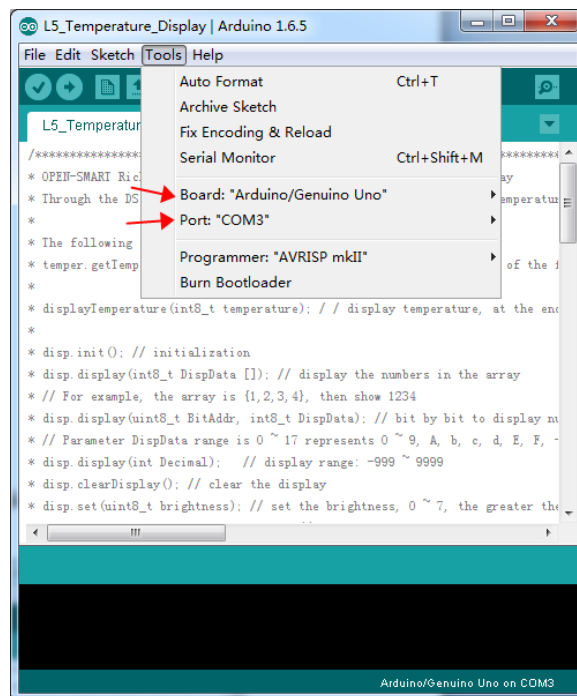 L5_Temperature_Display | Arduino 1.6.5
File Edit Sketch Tools Help
Auto Format Ctrl+T
Archive Sketch
Fix Encoding & Reload
Serial Monitor Ctrl+Shift+M
Board: "Arduino/Genuino Uno"
Port: "COM3"
Programmer: "AVRISP mkII"
Burn Bootloader
L5_Temperatur
/***************
* OPEN-SMART Ric ay
* Through the DS emperatur
*
* The following
* temper.getTemp of the f
*
* displayTemperature(int8_t temperature); / / display temperature, at the end
*
* disp.init(); // initialization
* disp.display(int8_t DispData []); // display the numbers in the array
* // For example, the array is {1,2,3,4}, then show 1234
* disp.display(uint8_t BitAddr, int8_t DispData); // bit by bit to display nu
* // Parameter DispData range is 0 ~ 17 represents 0 ~ 9, A, b, c, d, E, F, -
* disp.display(int Decimal); // display range: -999 ~ 9999
* disp.clearDisplay(); // clear the display
* disp.set(uint8_t brightness); // set the brightness, 0 ~ 7, the greater the
Arduino/Genuino Uno on COM3